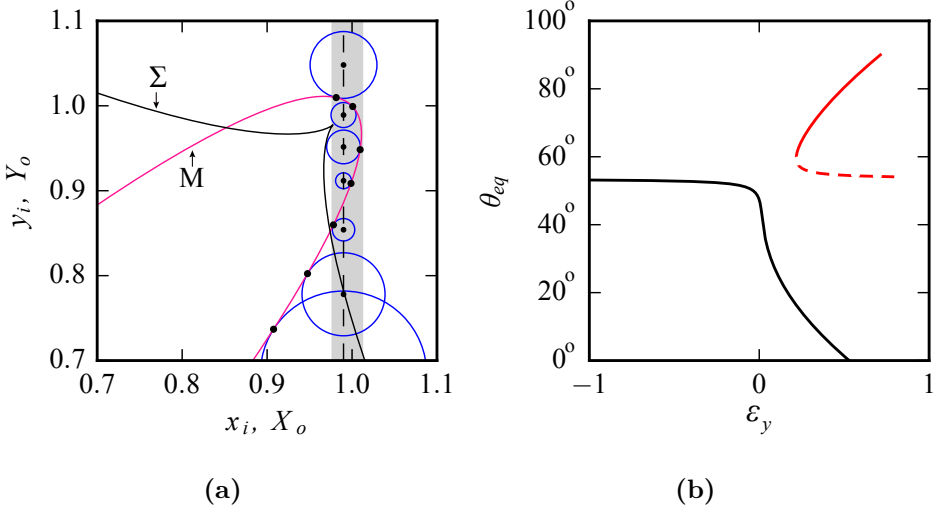 1.1
1.0
0.9
0.8
0.7
y_i, Y_o
Σ
M
0.7 0.8 0.9 1.0 1.1
x_i, X_o
(a)
100°
80°
60°
40°
20°
0°
θ_eq
−1 0 1
ε_y
(b)